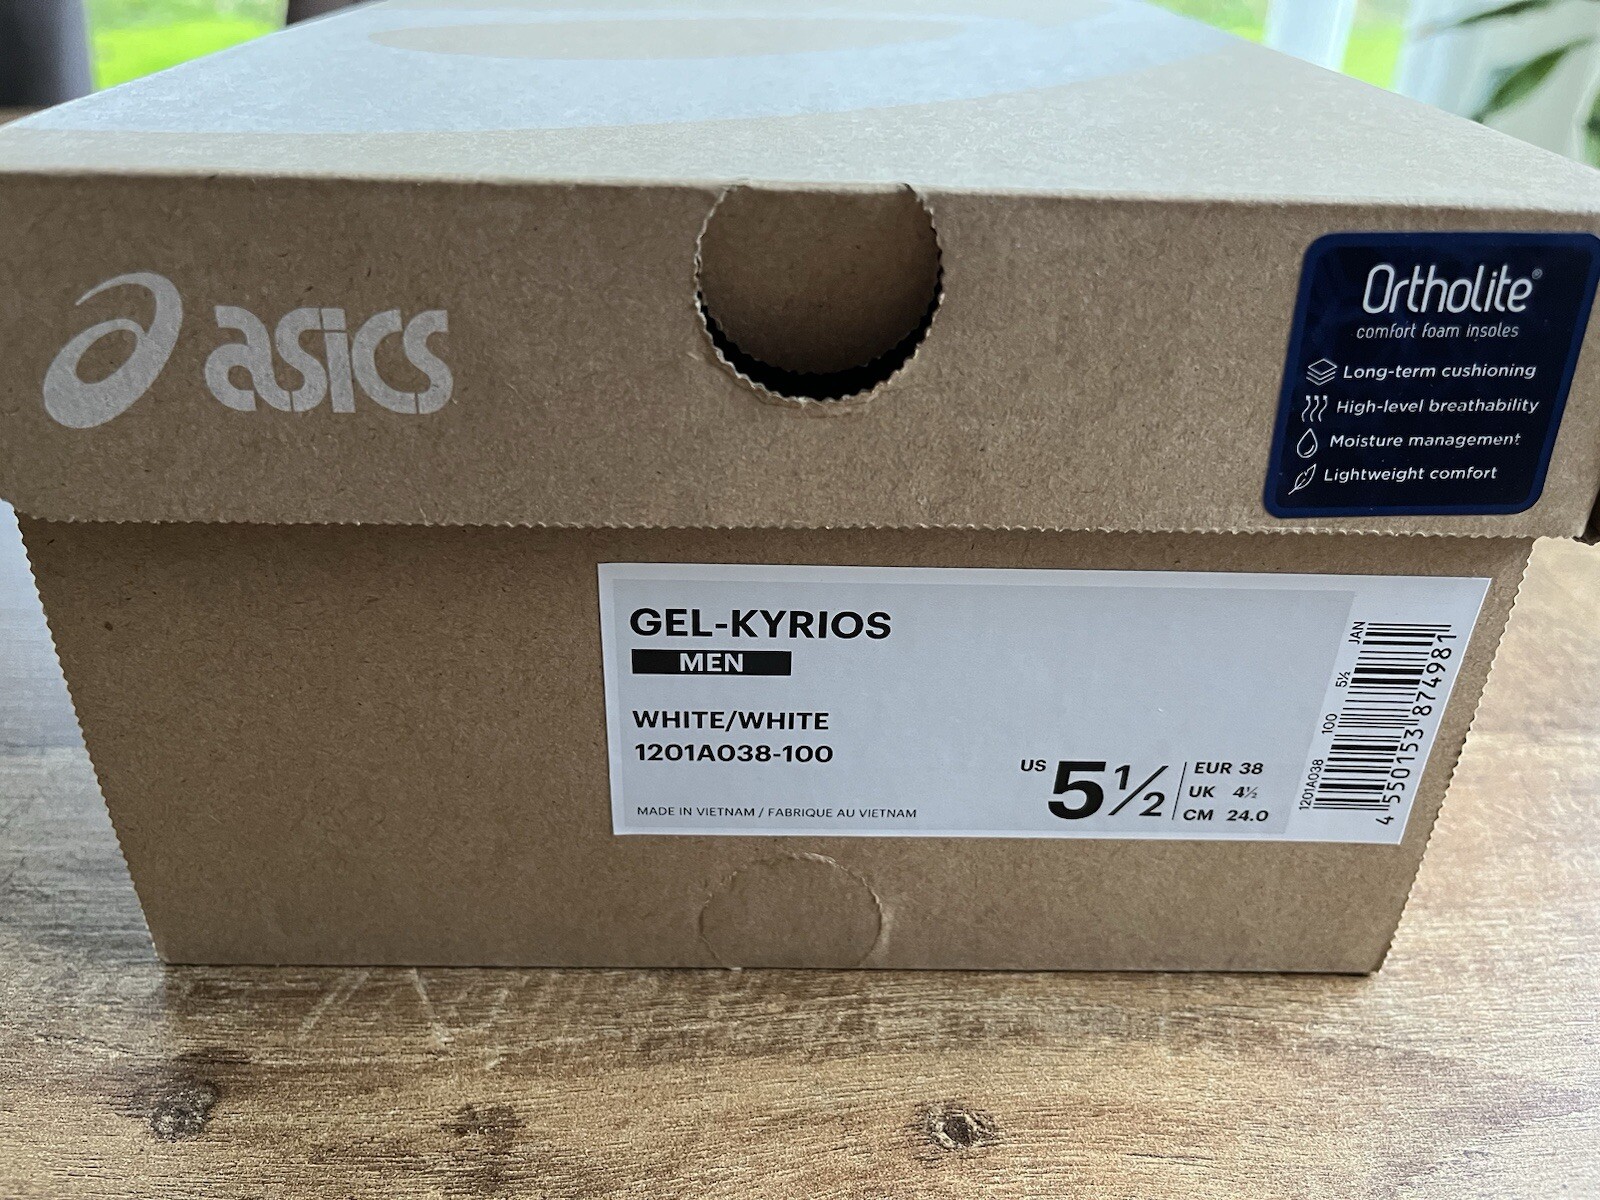 asics
Ortholite®
comfort foam insoles
Long-term cushioning
High-level breathability
Moisture management
Lightweight comfort
GEL-KYRIOS
MEN
WHITE/WHITE
1201A038-100
MADE IN VIETNAM / FABRIQUE AU VIETNAM
US 5½
EUR 38
UK 4½
CM 24.0
1201A038 100 5½ JAN
4550153874981